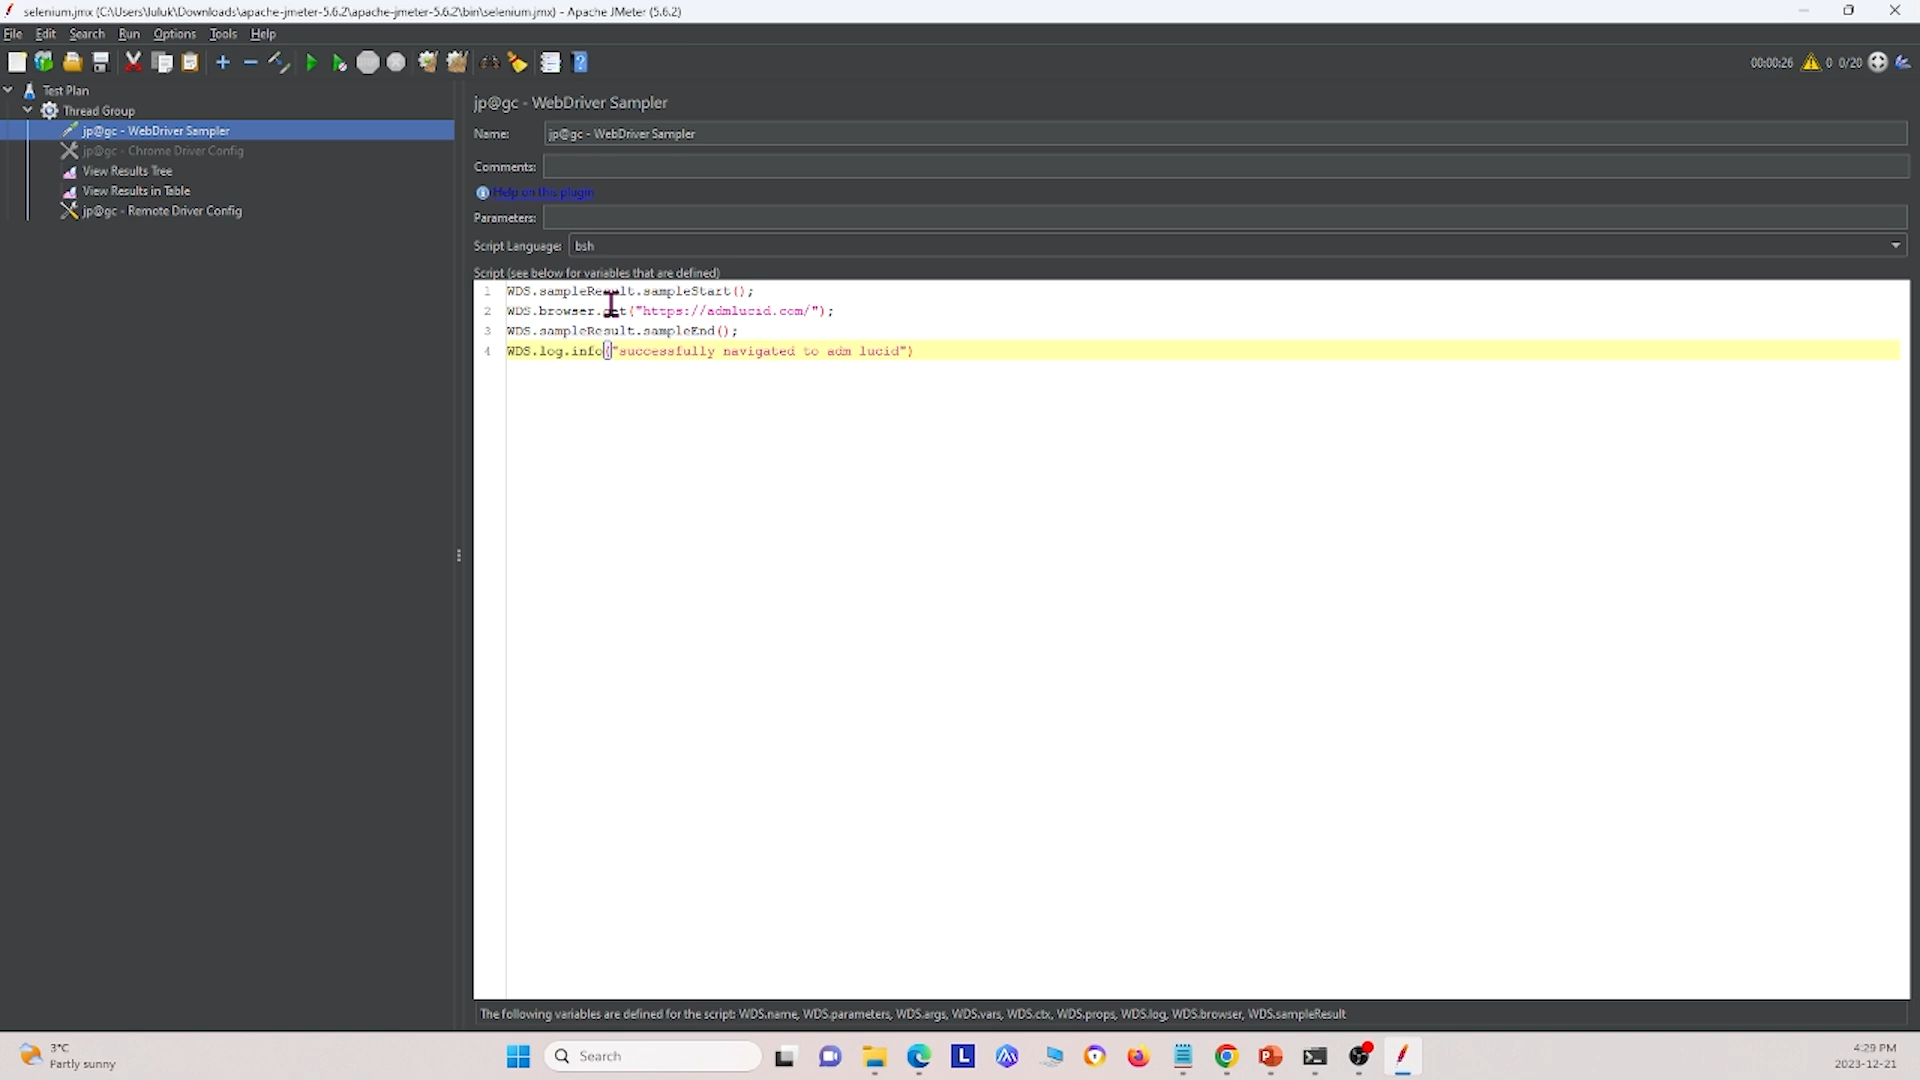 selenium.jmx (C:\Users\luluk\Downloads\apache-jmeter-5.6.2\apache-jmeter-5.6.2\bin\selenium.jmx) - Apache JMeter (5.6.2)
File Edit Search Run Options Tools Help
00:00:26 0 0/20
Test Plan
Thread Group
jp@gc - WebDriver Sampler
jp@gc - Chrome Driver Config
View Results Tree
View Results in Table
jp@gc - Remote Driver Config
jp@gc - WebDriver Sampler
Name: jp@gc - WebDriver Sampler
Comments:
Help on this plugin
Parameters:
Script Language: bsh
Script (see below for variables that are defined)
1 WDS.sampleResult.sampleStart();
2 WDS.browser.get("https://admlucid.com/");
3 WDS.sampleResult.sampleEnd();
4 WDS.log.info("successfully navigated to adm lucid")
The following variables are defined for the script: WDS.name, WDS.parameters, WDS.args, WDS.vars, WDS.ctx, WDS.props, WDS.log, WDS.browser, WDS.sampleResult
3°C
Partly sunny
Search
L
4:29 PM
2023-12-21